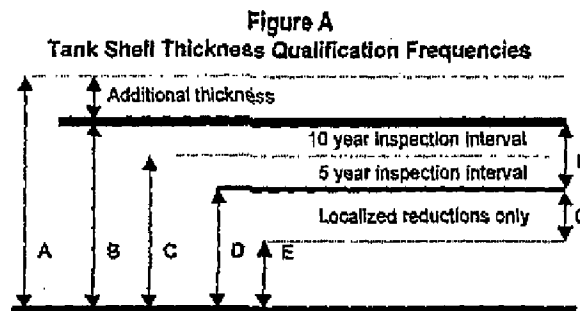 Figure A
Tank Shell Thickness Qualification Frequencies
Additional thickness
10 year inspection interval
5 year inspection interval
Localized reductions only
A B C D E